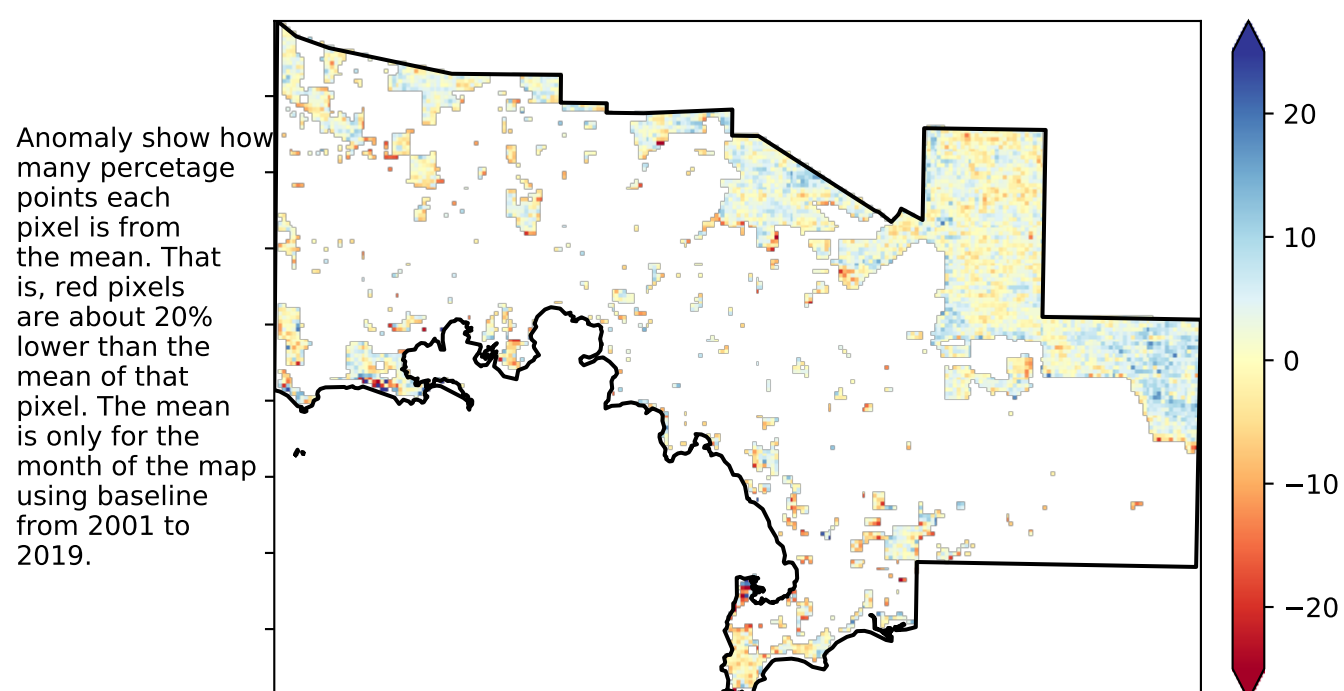 Anomaly show how
many percetage
points each
pixel is from
the mean. That
is, red pixels
are about 20%
lower than the
mean of that
pixel. The mean
is only for the
month of the map
using baseline
from 2001 to
2019.
20
10
0
−10
−20